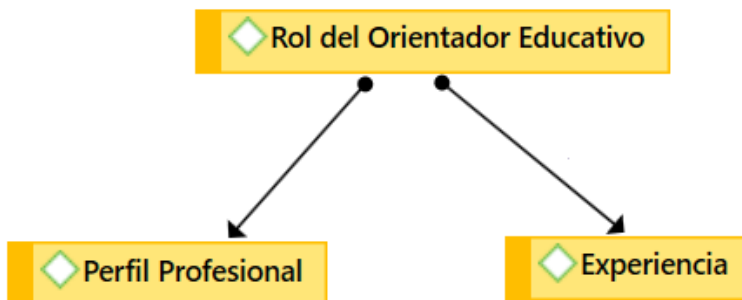 Rol del Orientador Educativo
Perfil Profesional
Experiencia